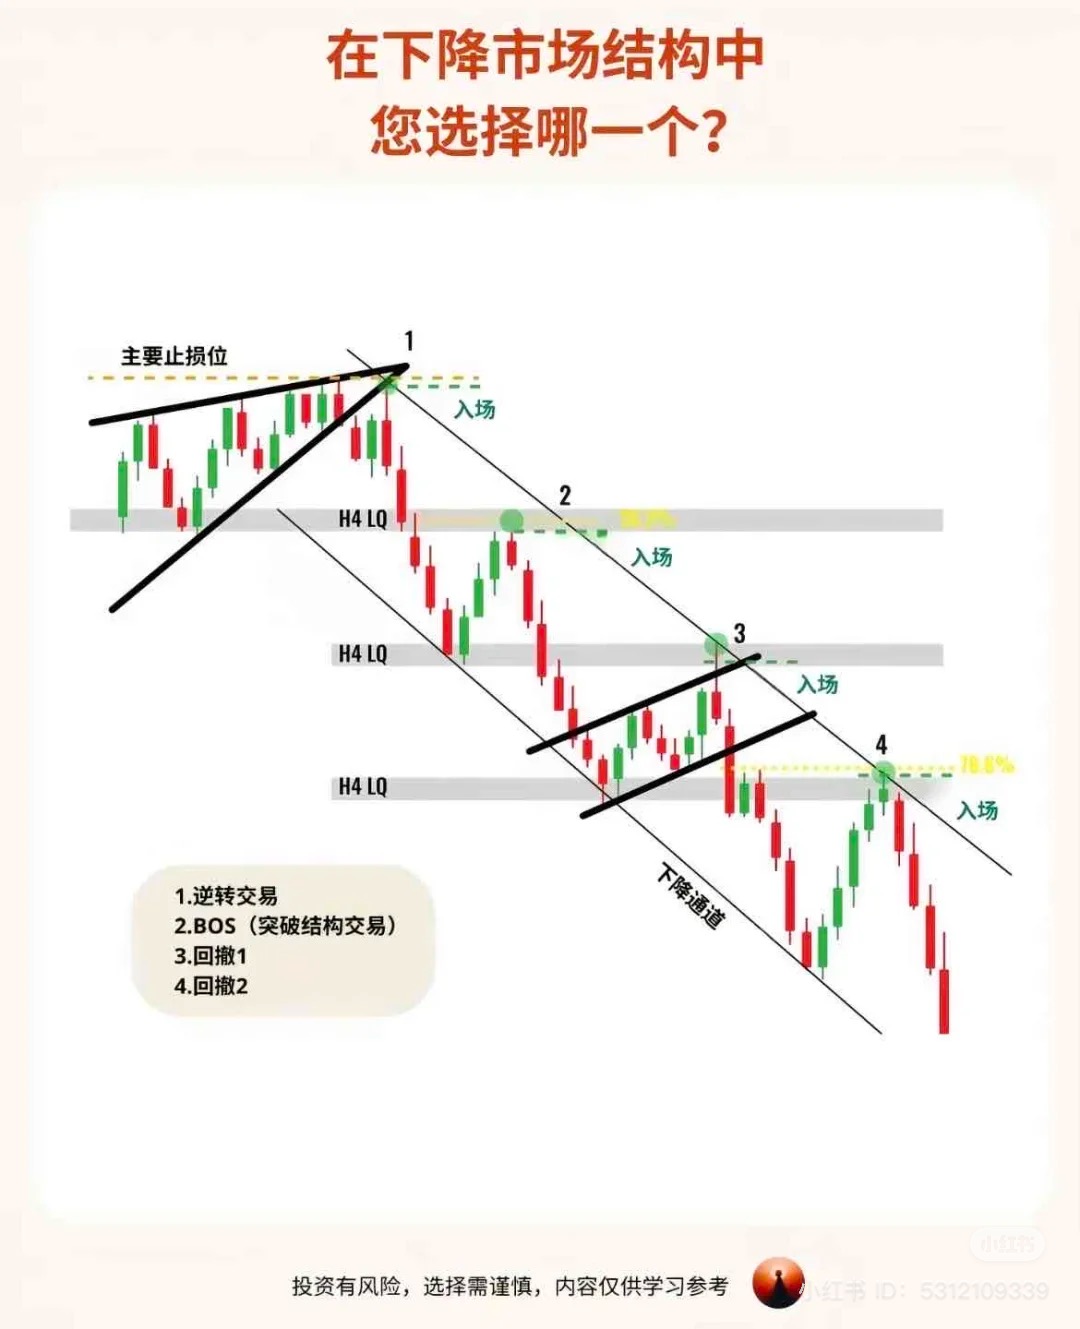 在下降市场结构中
您选择哪一个？
1
主要止损位
入场
2
H4 LQ
入场
3
H4 LQ
入场
4
78.6%
H4 LQ
入场
下降通道
1.逆转交易
2.BOS（突破结构交易）
3.回撤1
4.回撤2
小红书
投资有风险，选择需谨慎，内容仅供学习参考
小红书 ID：5312109339